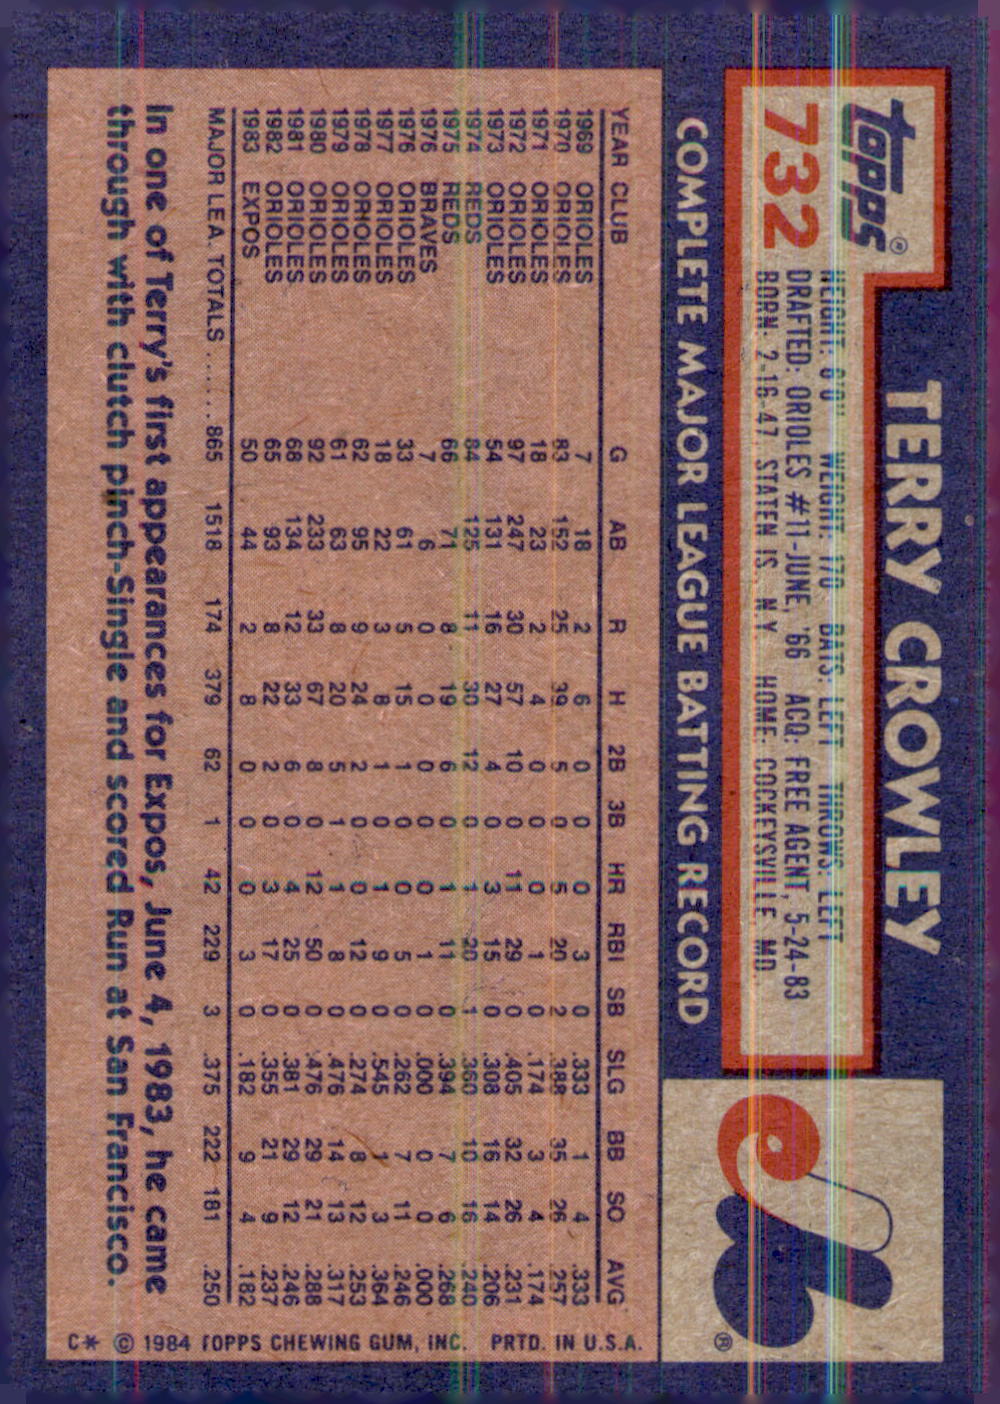 topps®
732
TERRY CROWLEY
HEIGHT: 6'0" WEIGHT: 170 BATS: LEFT THROWS: LEFT
DRAFTED: ORIOLES #11-JUNE, '66 ACQ: FREE AGENT, 5-24-83
BORN: 2-16-47, STATEN IS., N.Y. HOME: COCKEYSVILLE, MD.
COMPLETE MAJOR LEAGUE BATTING RECORD
YEAR CLUB G AB R H 2B 3B HR RBI SB SLG BB SO AVG
1969 ORIOLES 7 18 2 6 0 0 0 3 0 .333 1 4 .333
1970 ORIOLES 83 152 25 39 5 0 5 20 2 .388 35 26 .257
1971 ORIOLES 18 23 2 4 0 0 0 1 0 .174 3 4 .174
1972 ORIOLES 97 247 30 57 10 0 11 29 0 .405 32 26 .231
1973 ORIOLES 54 131 16 27 4 0 3 15 0 .308 16 14 .206
1974 REDS 84 125 11 30 12 0 1 20 1 .360 10 16 .240
1975 REDS 66 71 8 19 6 0 1 11 0 .394 7 6 .268
1976 BRAVES 7 6 0 0 0 0 0 1 0 .000 0 0 .000
1976 ORIOLES 33 61 5 15 1 0 0 5 0 .262 7 11 .246
1977 ORIOLES 18 22 3 8 1 0 1 9 0 .545 1 3 .364
1978 ORIOLES 62 95 9 24 2 0 0 12 0 .274 8 12 .253
1979 ORIOLES 61 63 8 20 5 1 1 8 0 .476 14 13 .317
1980 ORIOLES 92 233 33 67 8 0 12 50 0 .476 29 21 .288
1981 ORIOLES 68 134 12 33 6 0 4 25 0 .381 29 12 .246
1982 ORIOLES 65 93 8 22 2 0 3 17 0 .355 21 9 .237
1983 EXPOS 50 44 2 8 0 0 0 3 0 .182 9 4 .182
MAJOR LEA. TOTALS ......865 1518 174 379 62 1 42 229 3 .375 222 181 .250
In one of Terry's first appearances for Expos, June 4, 1983, he came
through with clutch pinch-Single and scored Run at San Francisco.
C* © 1984 TOPPS CHEWING GUM, INC. PRTD. IN U.S.A.
®